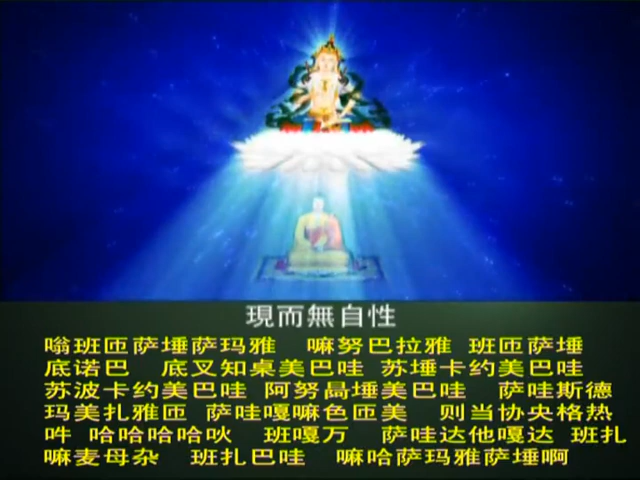 現而無自性
嗡班匝萨埵萨玛雅　嘛努巴拉雅 班匝萨埵
底诺巴　底叉知桌美巴哇　苏埵卡约美巴哇
苏波卡约美巴哇 阿努晑埵美巴哇　萨哇斯德
玛美扎雅匝 萨哇嘎嘛色匝美　则当协央格热
吽 哈哈哈哈吙　班嘎万　萨哇达他嘎达 班扎
嘛麦母杂　班扎巴哇　嘛哈萨玛雅萨埵啊